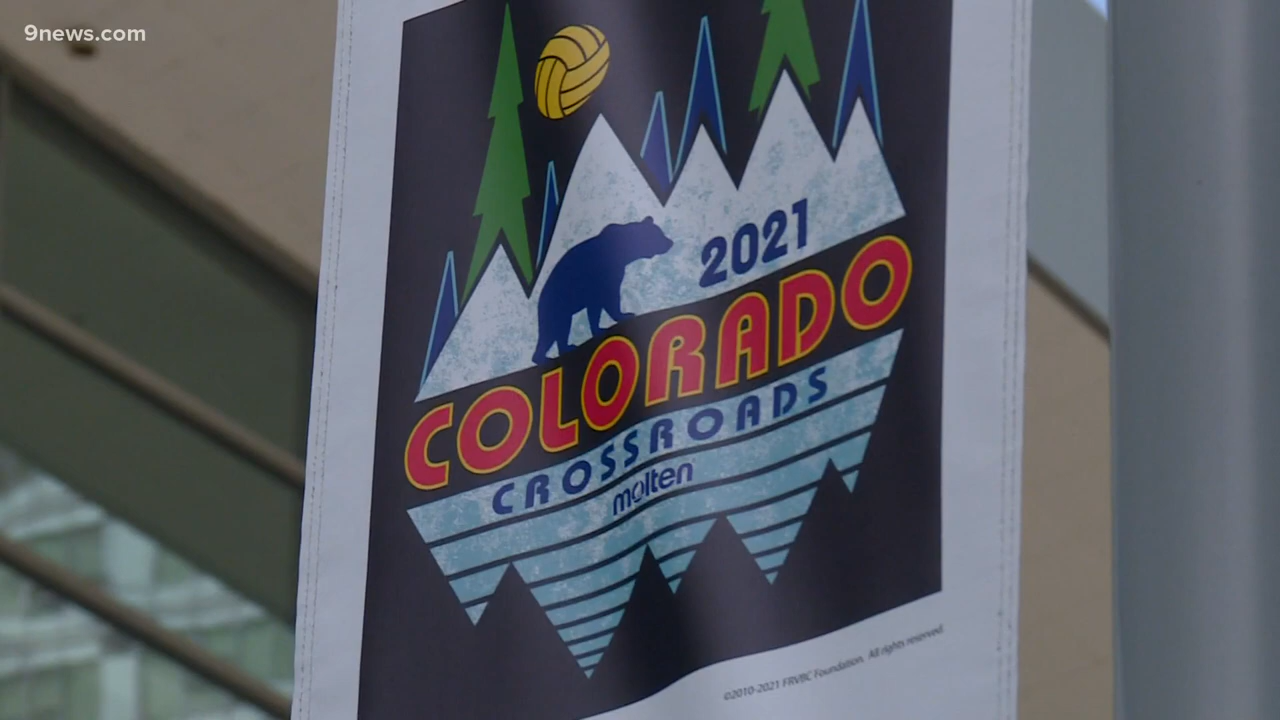 9news.com
2021
COLORADO
CROSSROADS
molten
©2010-2021 FRVBC Foundation. All rights reserved.